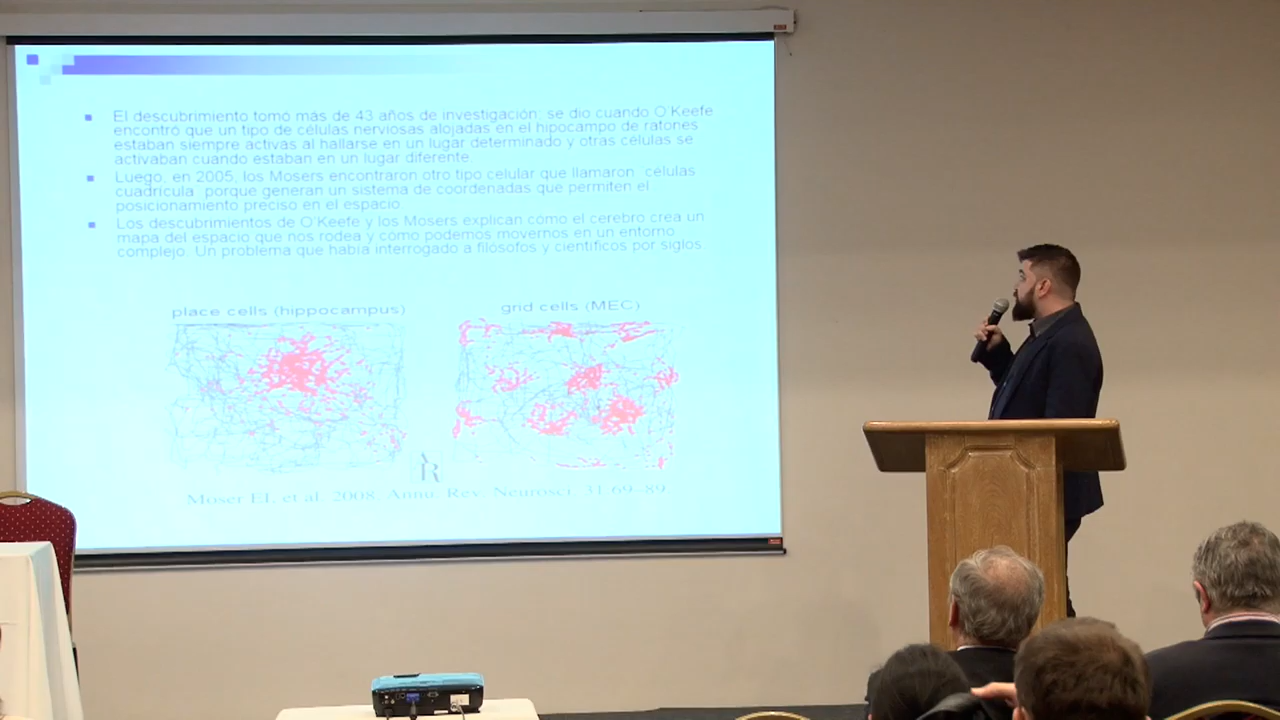 El descubrimiento tomó más de 43 años de investigación; se dio cuando O'Keefe
encontró que un tipo de células nerviosas alojadas en el hipocampo de ratones
estaban siempre activas al hallarse en un lugar determinado y otras células se
activaban cuando estaban en un lugar diferente.
Luego, en 2005, los Mosers encontraron otro tipo celular que llamaron células
cuadrícula porque generan un sistema de coordenadas que permiten el
posicionamiento preciso en el espacio.
Los descubrimientos de O'Keefe y los Mosers explican cómo el cerebro crea un
mapa del espacio que nos rodea y cómo podemos movernos en un entorno
complejo. Un problema que había interrogado a filósofos y científicos por siglos
place cells (hippocampus)
grid cells (MEC)
AR
Moser EI, et al. 2008. Annu. Rev. Neurosci. 31:69–89